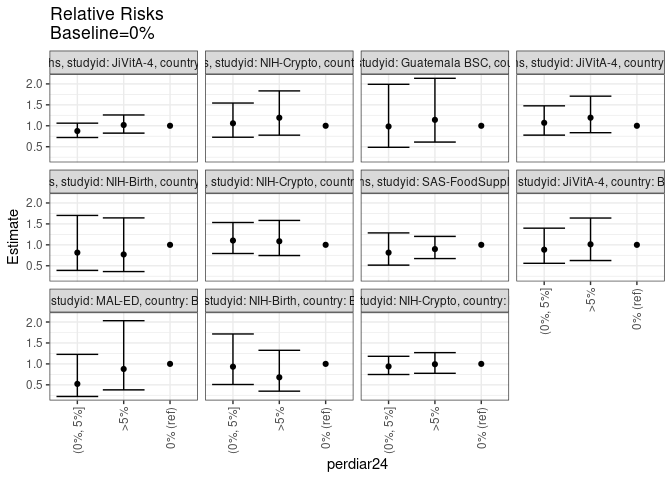 Relative Risks
Baseline=0%
hs, studyid: JiVitA-4, country
s, studyid: NIH-Crypto, count
studyid: Guatemala BSC, cou
ns, studyid: JiVitA-4, country
2.0
1.5
1.0
0.5
s, studyid: NIH-Birth, country
, studyid: NIH-Crypto, countr
hs, studyid: SAS-FoodSuppl
studyid: JiVitA-4, country: B
2.0
1.5
1.0
0.5
studyid: MAL-ED, country: B
studyid: NIH-Birth, country: B
tudyid: NIH-Crypto, country:
2.0
1.5
1.0
0.5
Estimate
(0%, 5%]
>5%
0% (ref)
(0%, 5%]
>5%
0% (ref)
(0%, 5%]
>5%
0% (ref)
(0%, 5%]
>5%
0% (ref)
perdiar24